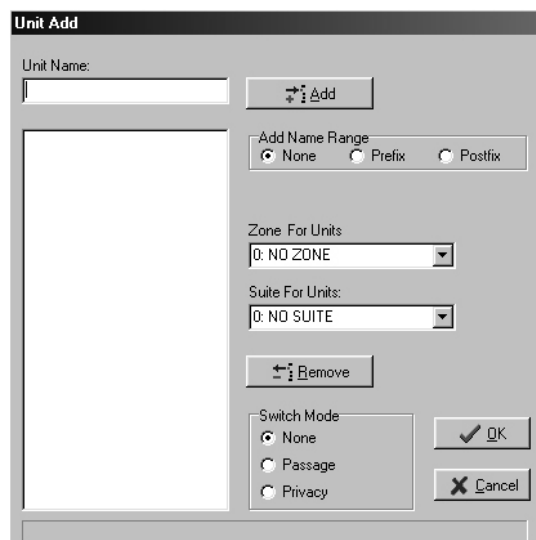 Unit Add
Unit Name:
Add
Add Name Range
None Prefix Postfix
Zone For Units
0: NO ZONE
Suite For Units:
0: NO SUITE
Remove
Switch Mode
None
Passage
Privacy
OK
Cancel